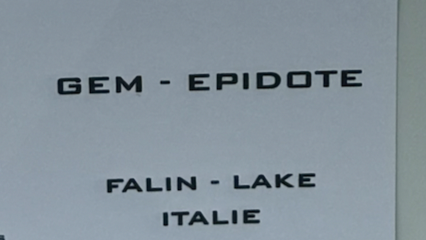 GEM - EPIDOTE
FALIN - LAKE
ITALIE